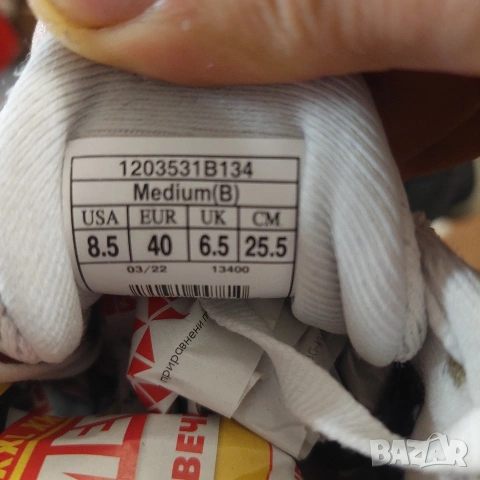 1203531B134
Medium(B)
USA EUR UK CM
8.5 40 6.5 25.5
03/22 13400
приравнени
ВЕЧ
BAZAR